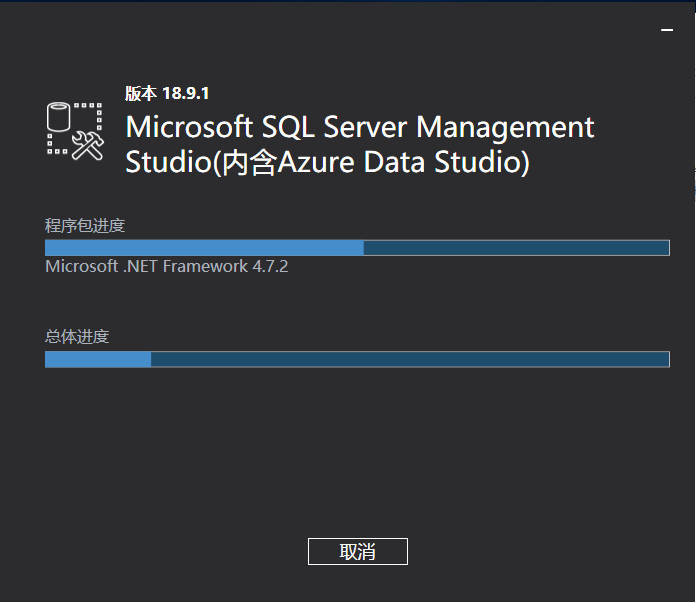 版本 18.9.1
Microsoft SQL Server Management
Studio(内含Azure Data Studio)
程序包进度
Microsoft .NET Framework 4.7.2
总体进度
取消